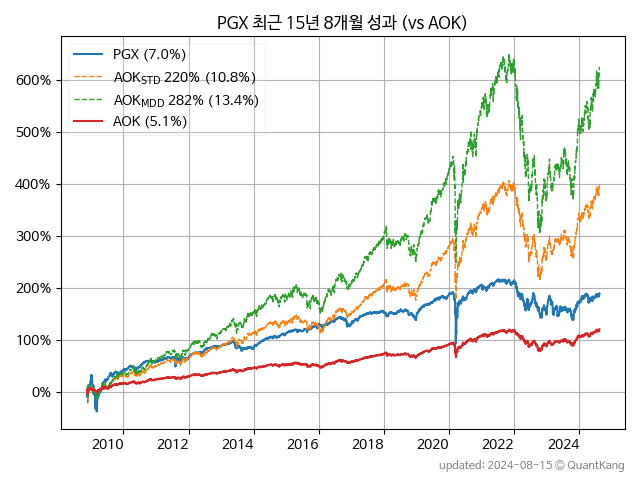 PGX 최근 15년 8개월 성과 (vs AOK)
PGX (7.0%)
AOKSTD 220% (10.8%)
AOKMDD 282% (13.4%)
AOK (5.1%)
600%
500%
400%
300%
200%
100%
0%
2010 2012 2014 2016 2018 2020 2022 2024
updated: 2024-08-15 © QuantKang